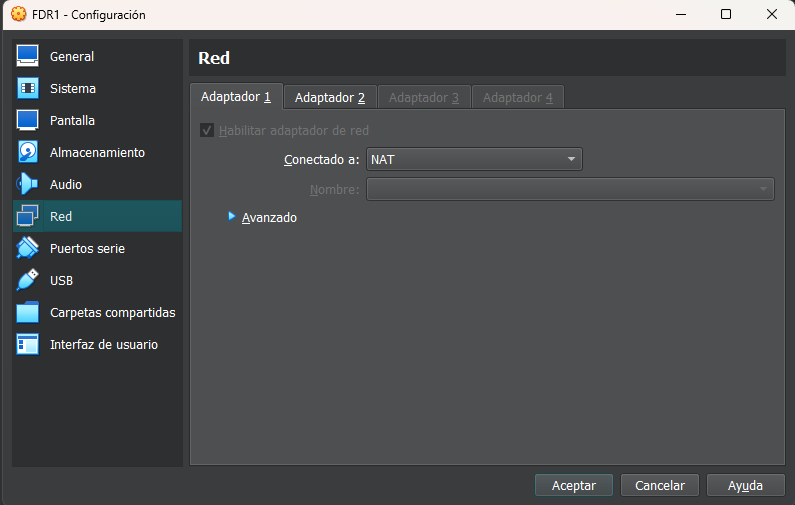 FDR1 - Configuración
General
Sistema
Pantalla
Almacenamiento
Audio
Red
Puertos serie
USB
Carpetas compartidas
Interfaz de usuario
Red
Adaptador 1 Adaptador 2 Adaptador 3 Adaptador 4
Habilitar adaptador de red
Conectado a: NAT
Nombre:
Avanzado
Aceptar Cancelar Ayuda